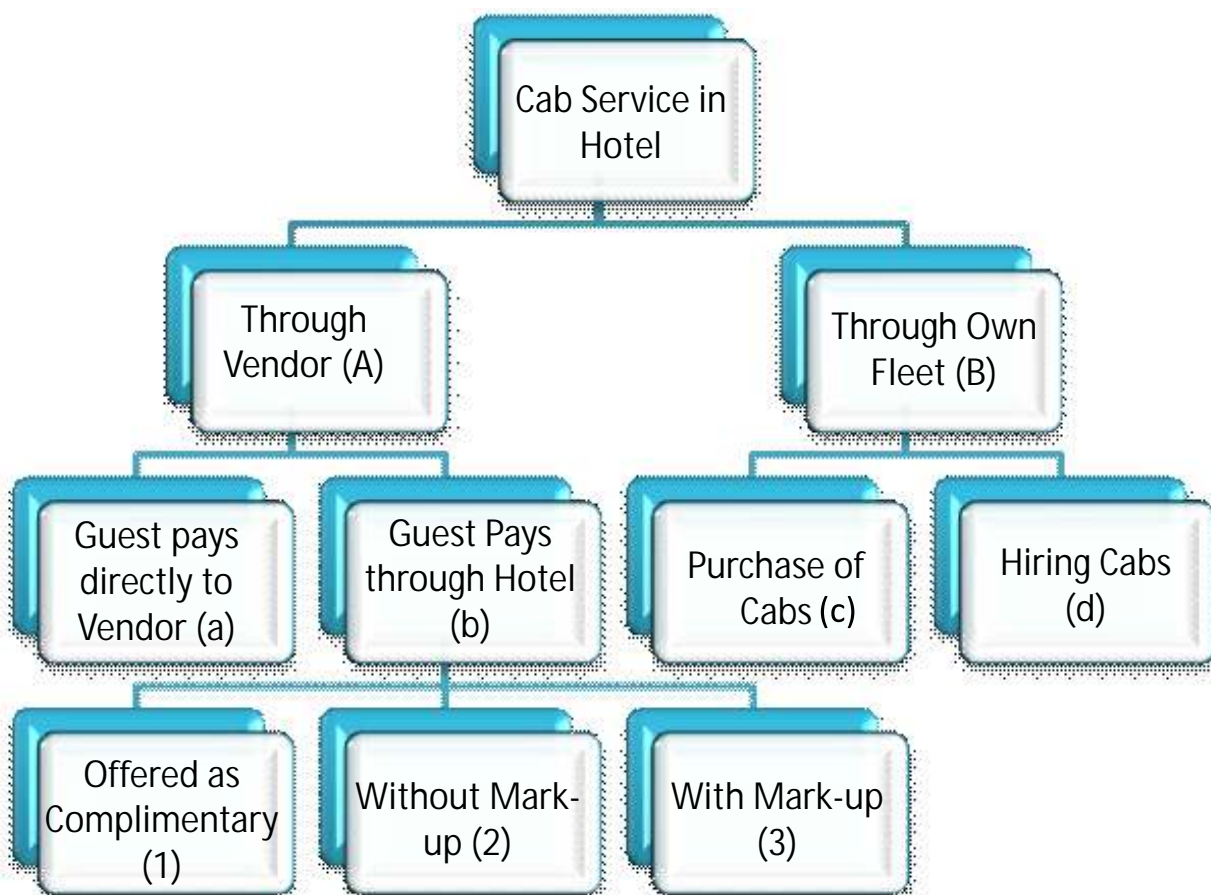 Cab Service in
Hotel
Through
Vendor (A)
Through Own
Fleet (B)
Guest pays
directly to
Vendor (a)
Guest Pays
through Hotel
(b)
Purchase of
Cabs (c)
Hiring Cabs
(d)
Offered as
Complimentary
(1)
Without Mark-
up (2)
With Mark-up
(3)